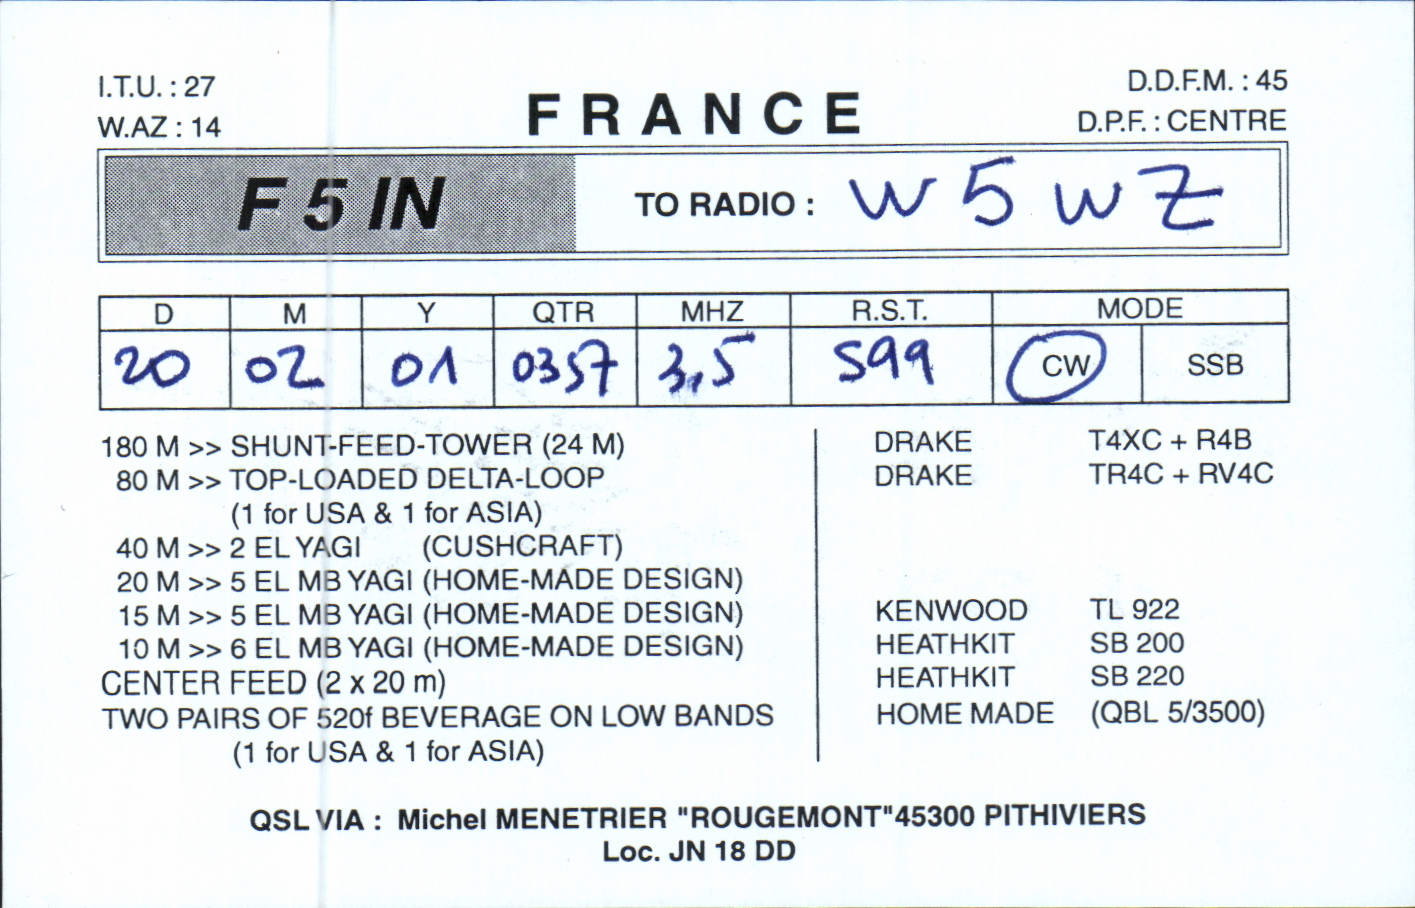 I.T.U. : 27
W.AZ : 14
FRANCE
D.D.F.M. : 45
D.P.F. : CENTRE
F 5 IN
TO RADIO : W5WZ
D M Y QTR MHZ R.S.T. MODE
20 02 01 0357 3,5 599 CW SSB
180 M >> SHUNT-FEED-TOWER (24 M)
80 M >> TOP-LOADED DELTA-LOOP
(1 for USA & 1 for ASIA)
40 M >> 2 EL YAGI (CUSHCRAFT)
20 M >> 5 EL MB YAGI (HOME-MADE DESIGN)
15 M >> 5 EL MB YAGI (HOME-MADE DESIGN)
10 M >> 6 EL MB YAGI (HOME-MADE DESIGN)
CENTER FEED (2 x 20 m)
TWO PAIRS OF 520f BEVERAGE ON LOW BANDS
(1 for USA & 1 for ASIA)
DRAKE T4XC + R4B
DRAKE TR4C + RV4C
KENWOOD TL 922
HEATHKIT SB 200
HEATHKIT SB 220
HOME MADE (QBL 5/3500)
QSL VIA : Michel MENETRIER "ROUGEMONT"45300 PITHIVIERS
Loc. JN 18 DD